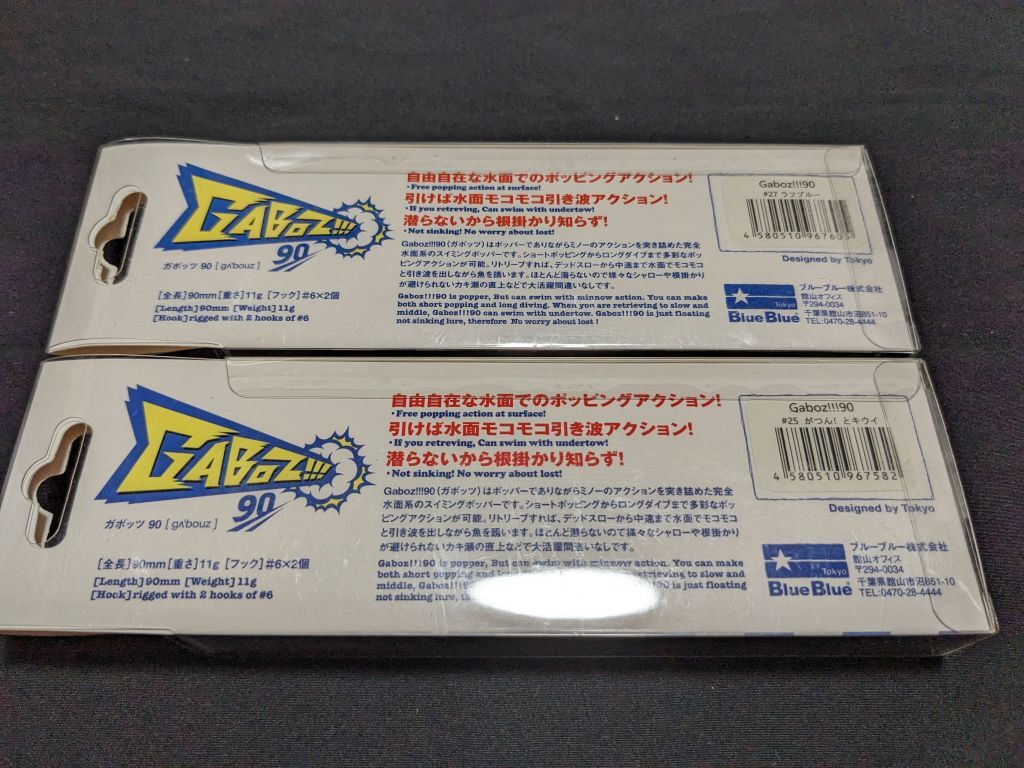 GABOZ!!!
90
ガボッツ 90 [ gʌ'bouz ]
[全長]90mm[重さ]11g [フック]#6×2個
[Length]90mm [Weight]11g
[Hook]rigged with 2 hooks of #6
自由自在な水面でのポッピングアクション!
・Free popping action at surface!
引けば水面モコモコ引き波アクション!
・If you retreving, Can swim with undertow!
潜らないから根掛かり知らず!
・Not sinking! No worry about lost!
Gaboz!!!90(ガボッツ)はポッパーでありながらミノーのアクションを突き詰めた完全
水面系のスイミングポッパーです。ショートポッピングからロングダイブまで多彩なポッ
ピングアクションが可能。リトリーブすれば、デッドスローから中速まで水面でモコモコ
と引き波を出しながら魚を誘います。ほとんど潜らないので様々なシャローや根掛かり
が避けられないカキ瀬の直上などで大活躍間違いなしです。
Gaboz!!!90 is popper, But can swim with minnow action. You can make
both short popping and long diving. When you are retrieving to slow and
middle, Gaboz!!!90 can swim with undertow. Gaboz!!!90 is just floating
not sinking lure, therefore No worry about lost !
Gaboz!!!90
#27 ラツブルー
4 580510 967605
Designed by Tokyo
Tokyo
BlueBlue
ブルーブルー株式会社
館山オフィス
〒294-0034
千葉県館山市沼851-10
TEL:0470-28-4444
GABOZ!!!
90
ガボッツ 90 [ gʌ'bouz ]
[全長]90mm[重さ]11g [フック]#6×2個
[Length]90mm [Weight]11g
[Hook]rigged with 2 hooks of #6
自由自在な水面でのポッピングアクション!
・Free popping action at surface!
引けば水面モコモコ引き波アクション!
・If you retreving, Can swim with undertow!
潜らないから根掛かり知らず!
・Not sinking! No worry about lost!
Gaboz!!!90(ガボッツ)はポッパーでありながらミノーのアクションを突き詰めた完全
水面系のスイミングポッパーです。ショートポッピングからロングダイブまで多彩なポッ
ピングアクションが可能。リトリーブすれば、デッドスローから中速まで水面でモコモコ
と引き波を出しながら魚を誘います。ほとんど潜らないので様々なシャローや根掛かり
が避けられないカキ瀬の直上などで大活躍間違いなしです。
Gaboz!!!90 is popper, But can swim with minnow action. You can make
both short popping and retrieving to slow and
middle, Gaboz!!!90 is just floating
not sinking lure,
Gaboz!!!90
#25 がつん! とキウイ
4 580510 967582
Designed by Tokyo
Tokyo
BlueBlue
ブルーブルー株式会社
館山オフィス
〒294-0034
千葉県館山市沼851-10
TEL:0470-28-4444